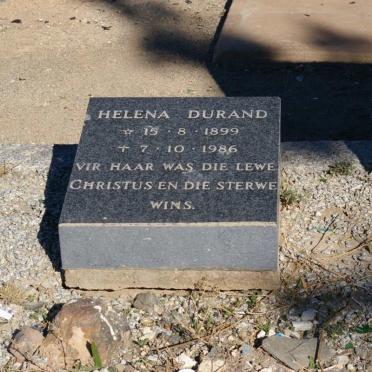 HELENA DURAND
☆ 15 · 8 · 1899
✝ 7 · 10 · 1986
VIR HAAR WAS DIE LEWE
CHRISTUS EN DIE STERWE
WINS.